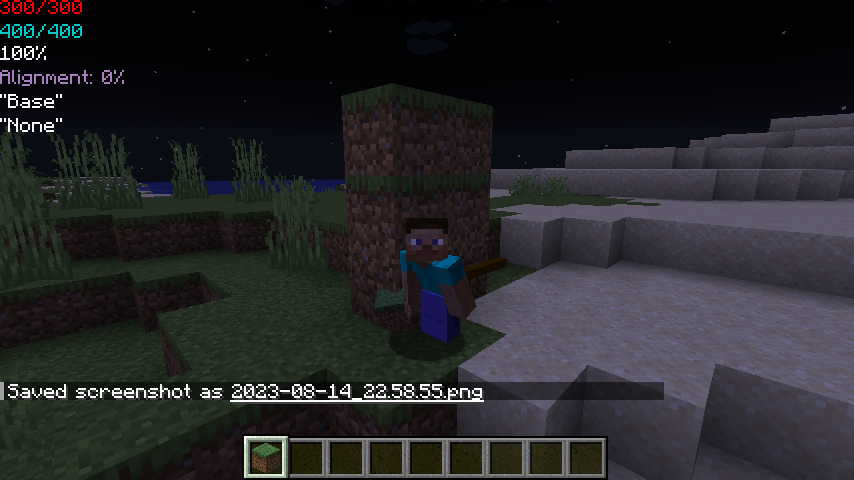 300/300
400/400
100%
Alignment: 0%
"Base"
"None"
Saved screenshot as 2023-08-14_22.58.55.png